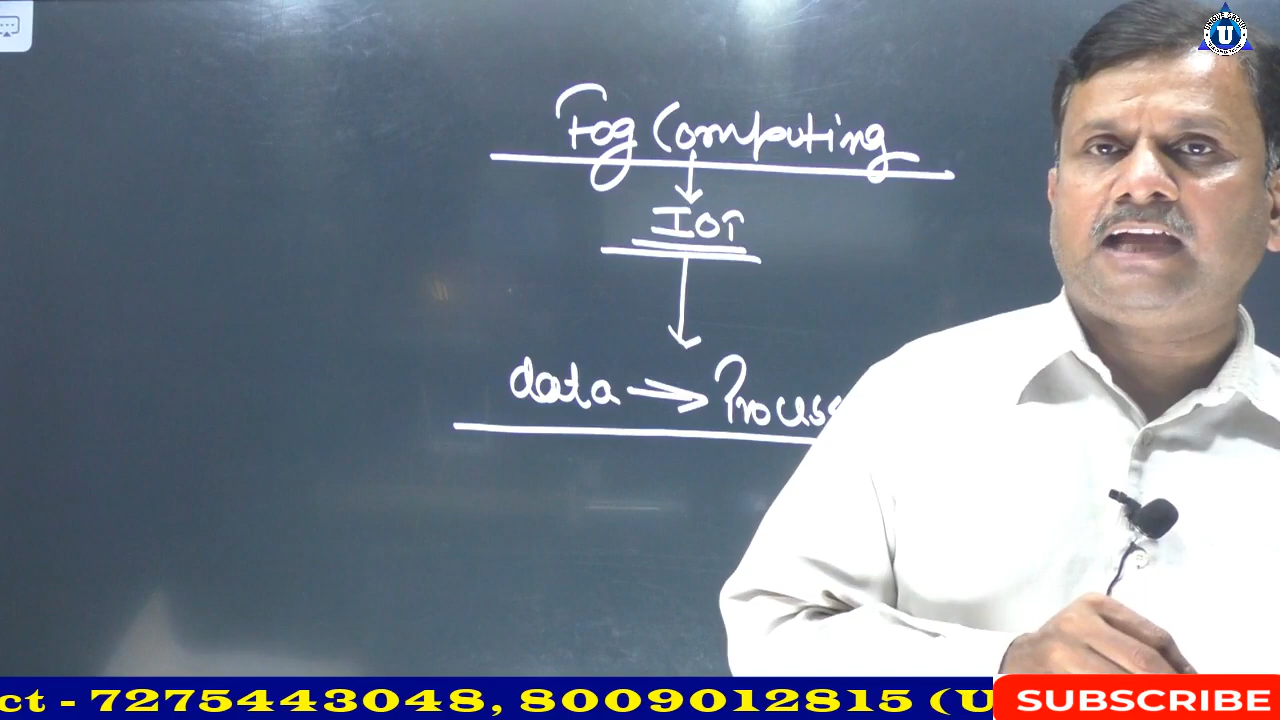 Fog Computing
IoT
data → Process
ct - 7275443048, 8009012815 (U
SUBSCRIBE
U